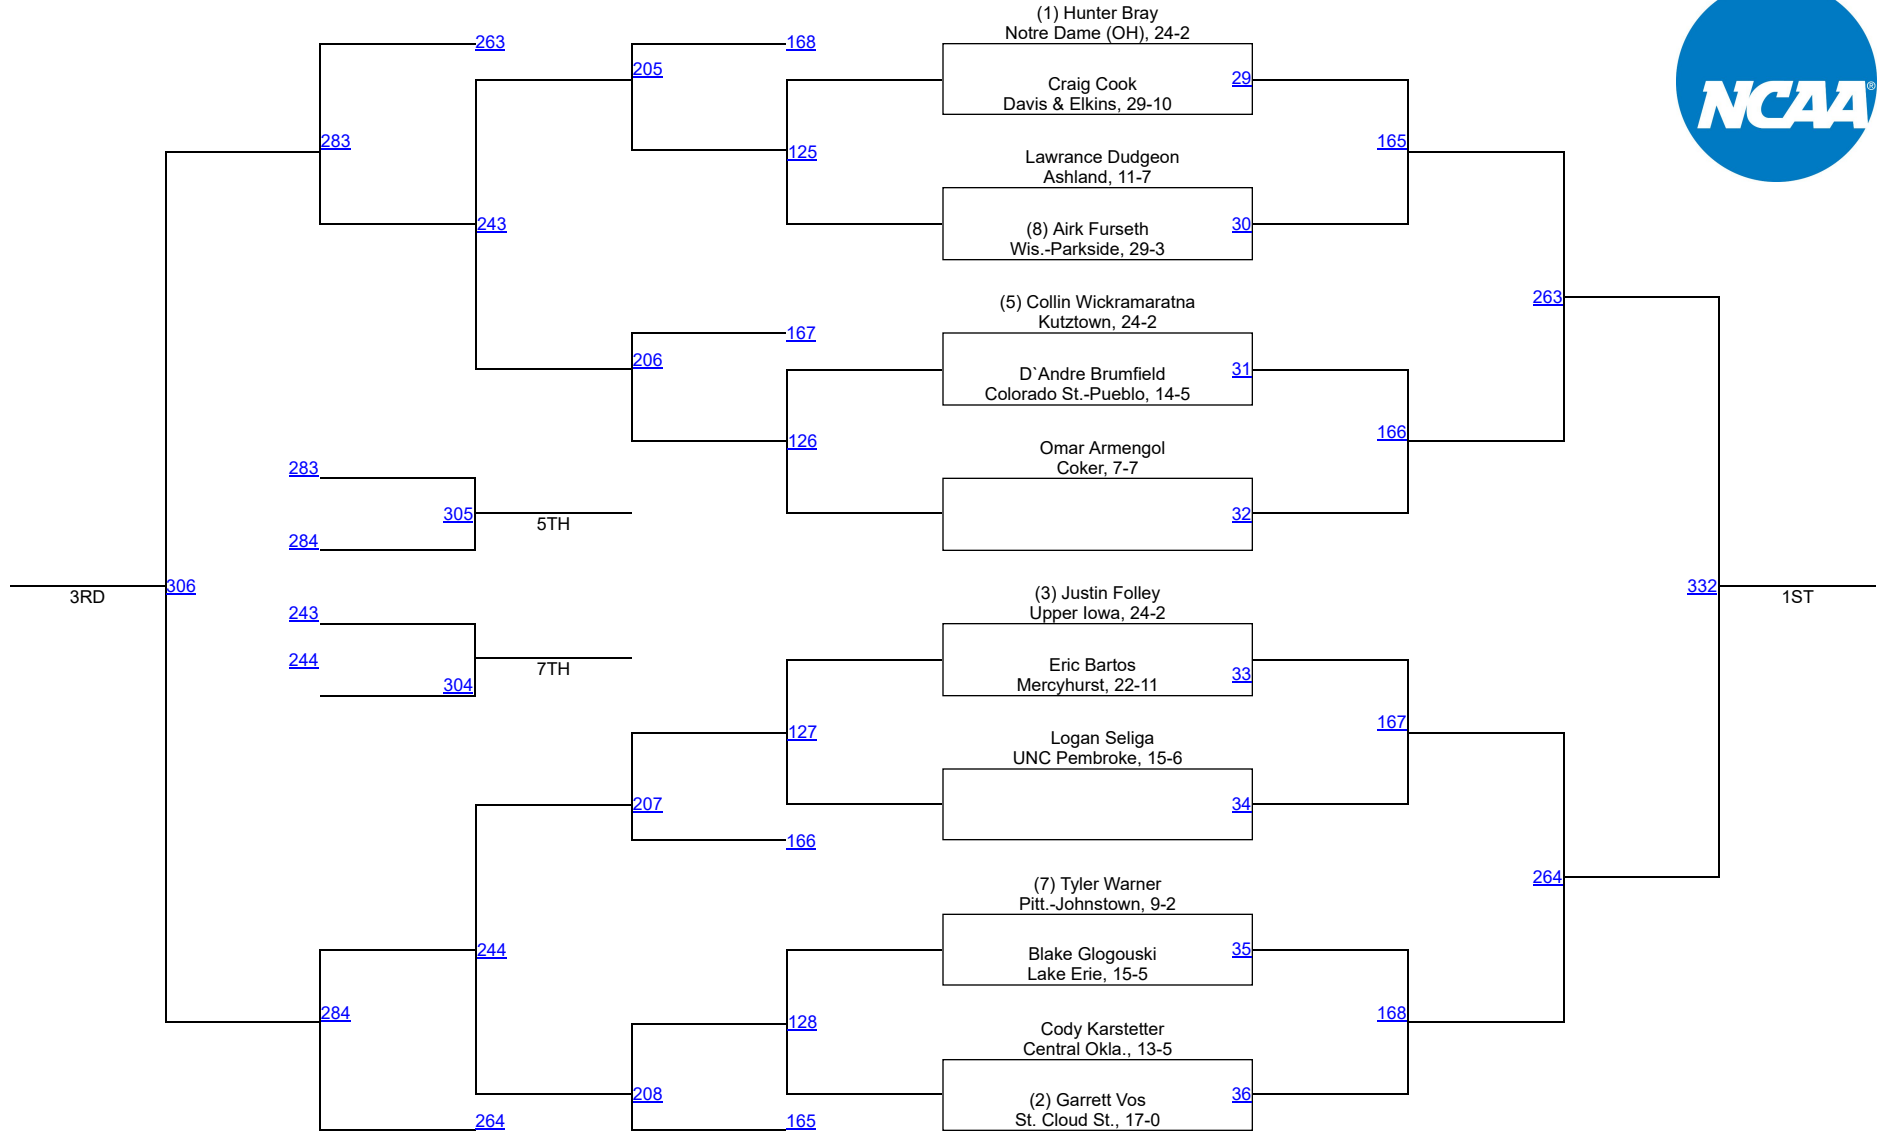 (1) Hunter Bray
Notre Dame (OH), 24-2
263
168
205
Craig Cook
29
Davis & Elkins, 29-10
NCAA®
283
165
125
Lawrance Dudgeon
Ashland, 11-7
243
(8) Airk Furseth
30
Wis.-Parkside, 29-3
(5) Collin Wickramaratna
263
Kutztown, 24-2
167
206
D`Andre Brumfield
31
Colorado St.-Pueblo, 14-5
126
166
Omar Armengol
Coker, 7-7
283
305
5TH
32
284
306
3RD
(3) Justin Folley
332
1ST
Upper Iowa, 24-2
243
244
7TH
304
Eric Bartos
33
Mercyhurst, 22-11
127
167
Logan Seliga
UNC Pembroke, 15-6
207
34
166
(7) Tyler Warner
264
Pitt.-Johnstown, 9-2
244
Blake Glogouski
35
Lake Erie, 15-5
284
128
168
Cody Karstetter
Central Okla., 13-5
208
(2) Garrett Vos
36
St. Cloud St., 17-0
264
165